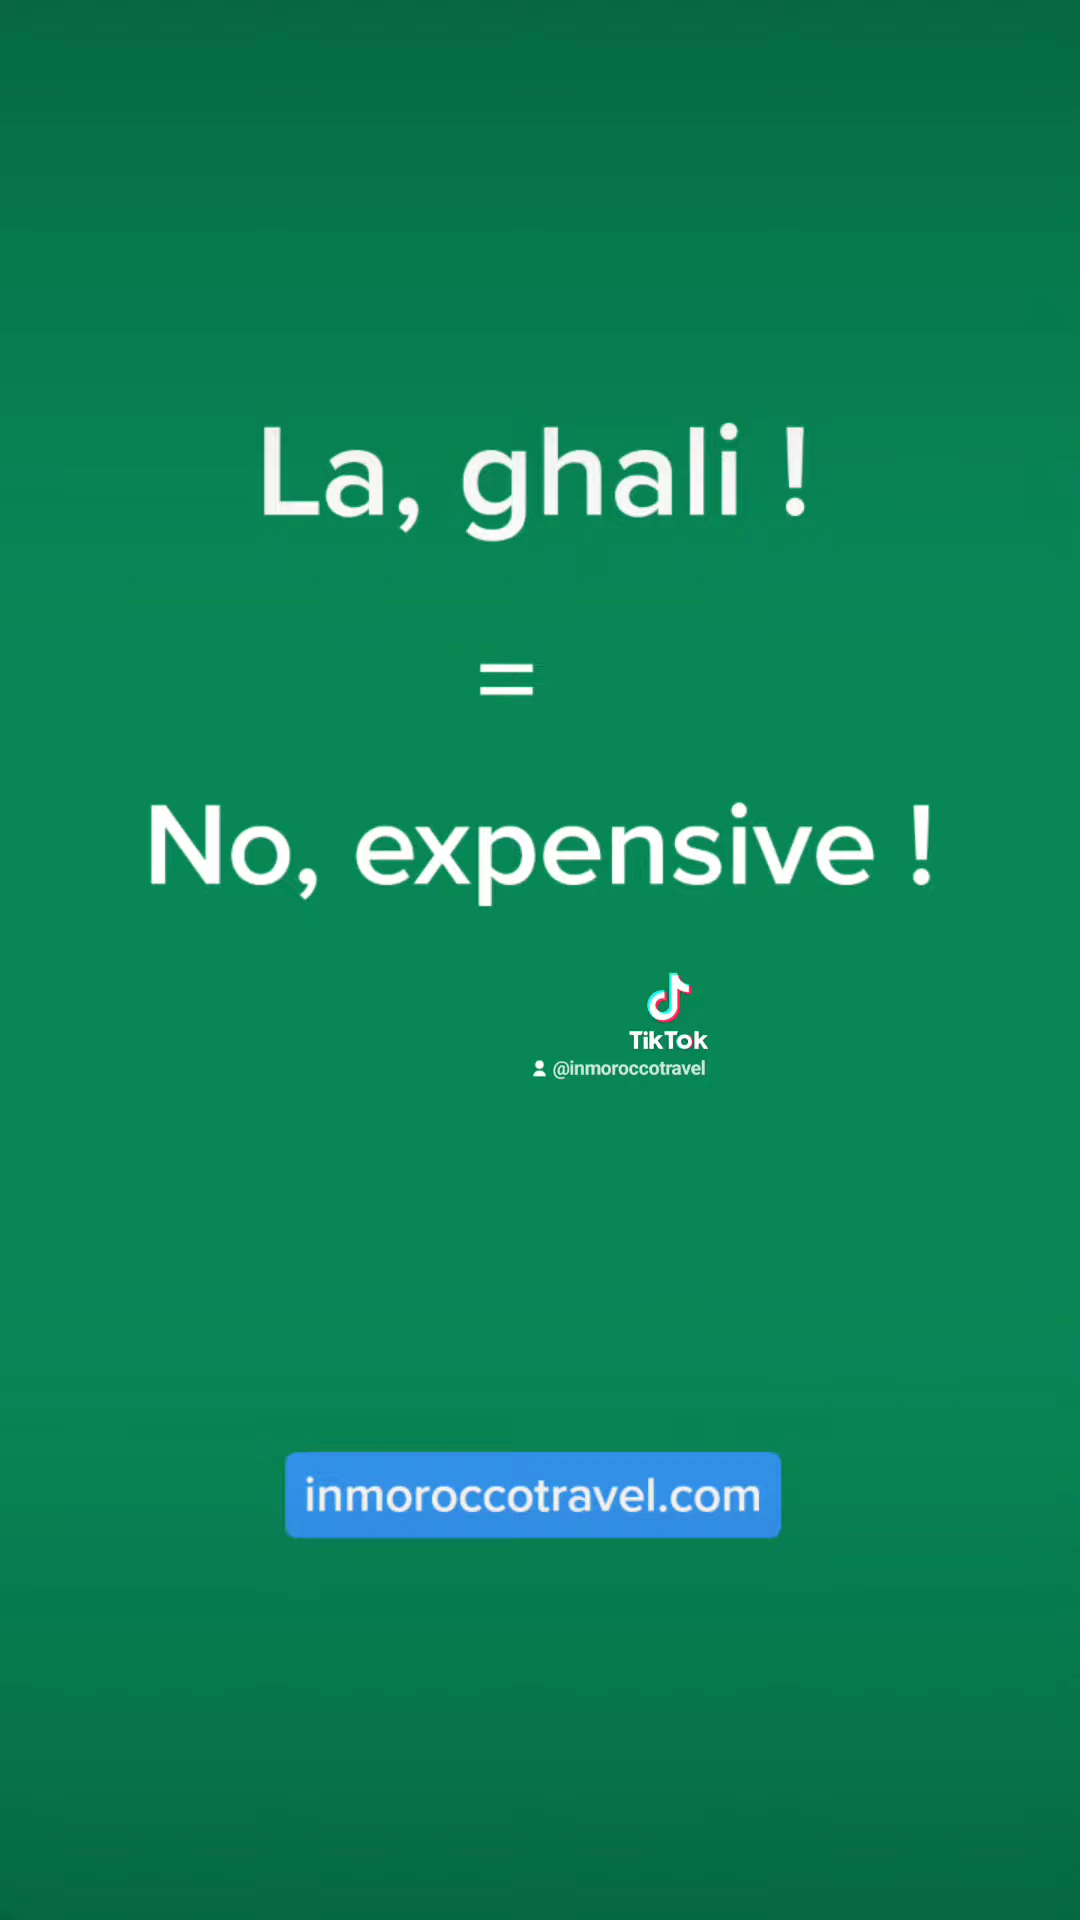 La, ghali !
=
No, expensive !
TikTok
@inmoroccotravel
inmoroccotravel.com